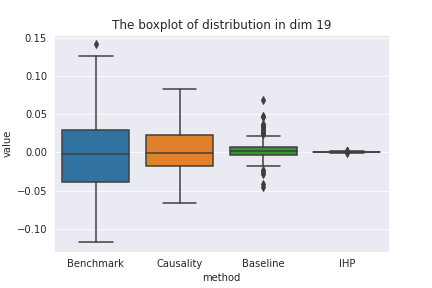 The boxplot of distribution in dim 19
0.15
0.10
0.05
0.00
−0.05
−0.10
value
Benchmark Causality Baseline IHP
method